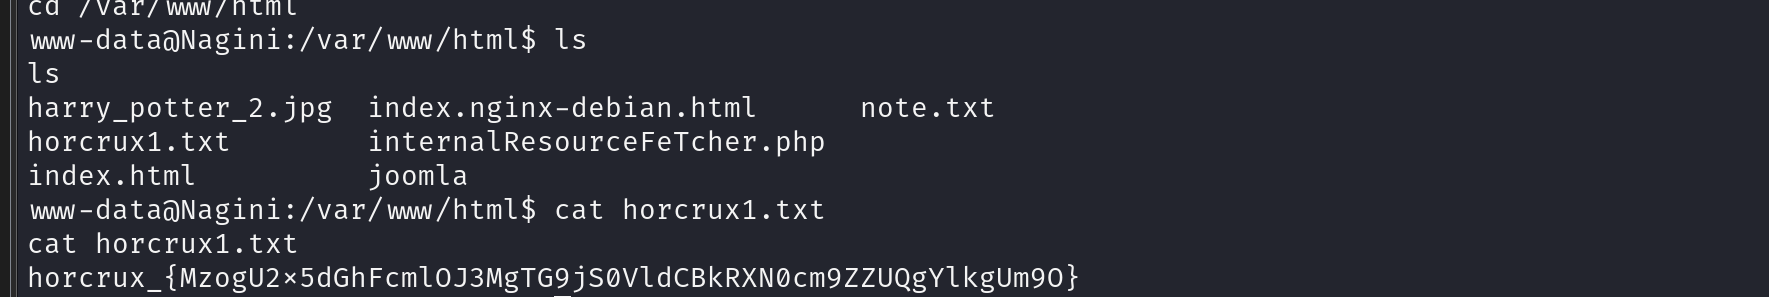 cd /var/www/html
www-data@Nagini:/var/www/html$ ls
ls
harry_potter_2.jpg  index.nginx-debian.html      note.txt
horcrux1.txt        internalResourceFeTcher.php
index.html          joomla
www-data@Nagini:/var/www/html$ cat horcrux1.txt
cat horcrux1.txt
horcrux_{MzogU2x5dGhFcmlOJ3MgTG9jS0VldCBkRXN0cm9ZZUQgYlkgUm9O}